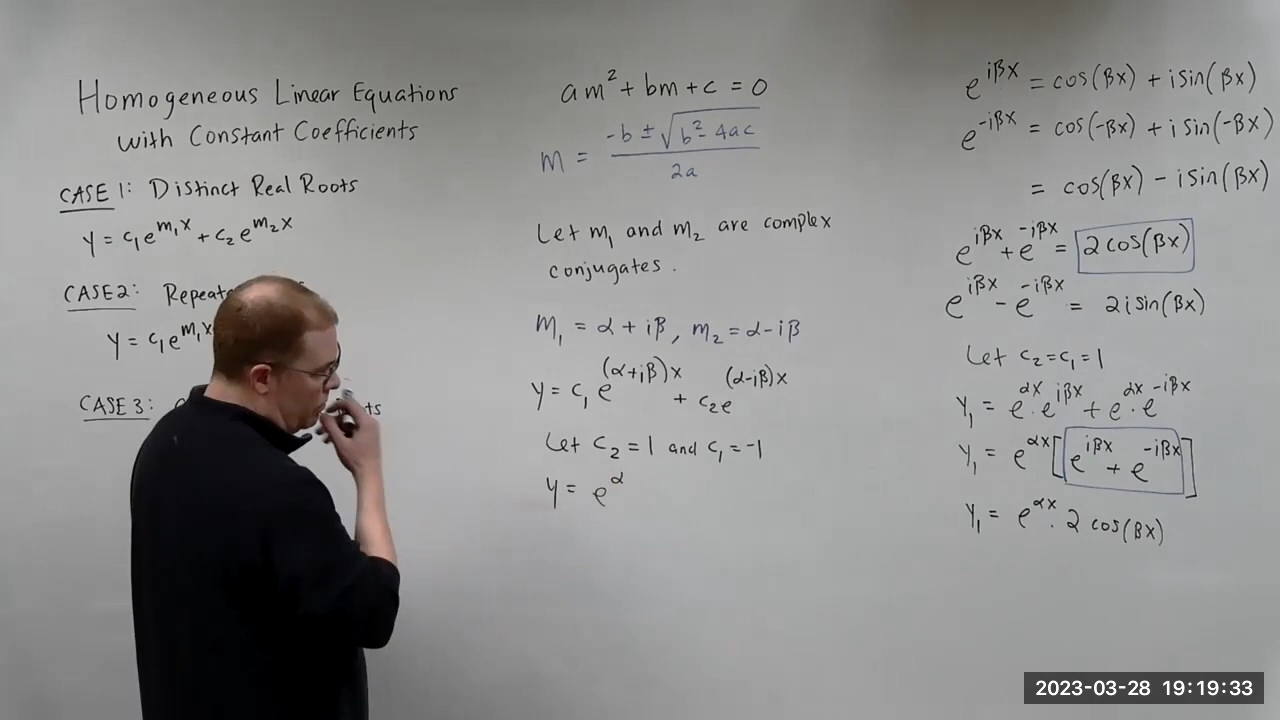 Homogeneous Linear Equations
with Constant Coefficients
CASE 1: Distinct Real Roots
y = c₁e^(m₁x) + c₂e^(m₂x)
CASE 2:
y = c₁e^(m₁x)
CASE 3:
am² + bm + c = 0
m = (-b ± √(b² - 4ac)) / 2a
Let m₁ and m₂ are complex
conjugates.
m₁ = α + iβ, m₂ = α - iβ
y = c₁e^((α+iβ)x) + c₂e^((α-iβ)x)
Let c₂ = 1 and c₁ = -1
y = e^α
e^(iβx) = cos(βx) + i sin(βx)
e^(-iβx) = cos(-βx) + i sin(-βx)
= cos(βx) - i sin(βx)
e^(iβx) + e^(-iβx) = 2cos(βx)
e^(iβx) - e^(-iβx) = 2i sin(βx)
Let c₂ = c₁ = 1
y₁ = e^(αx) · e^(iβx) + e^(αx) · e^(-iβx)
y₁ = e^(αx) [e^(iβx) + e^(-iβx)]
y₁ = e^(αx) · 2 cos(βx)
2023-03-28 19:19:33